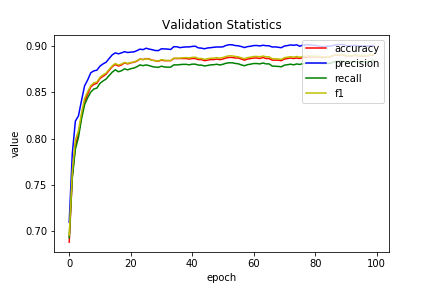 Validation Statistics
0.90
0.85
0.80
0.75
0.70
value
0
20
40
60
80
100
epoch
accuracy
precision
recall
f1